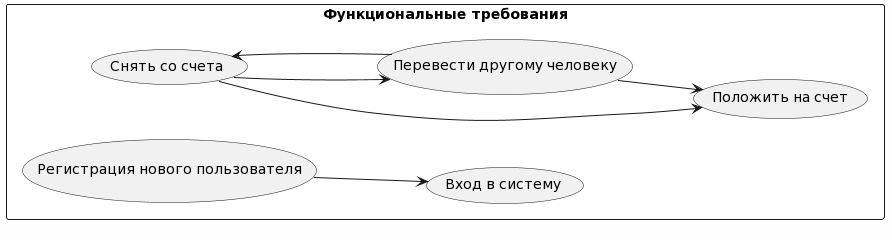 Функциональные требования
Снять со счета
Перевести другому человеку
Положить на счет
Регистрация нового пользователя
Вход в систему